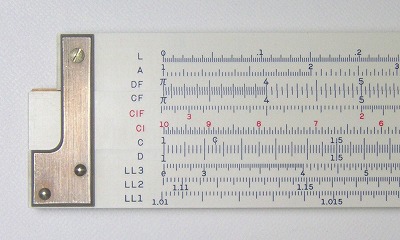 L 0 .1 .2
A 1 2 3
DF π 4 5
CF π 4 5
CIF 3 2
CI 10 9 8 7 6
C 1 C 1.5
D 1 1.5
LL3 e 3 4 5
LL2 1.11 1.15
LL1 1.01 1.015